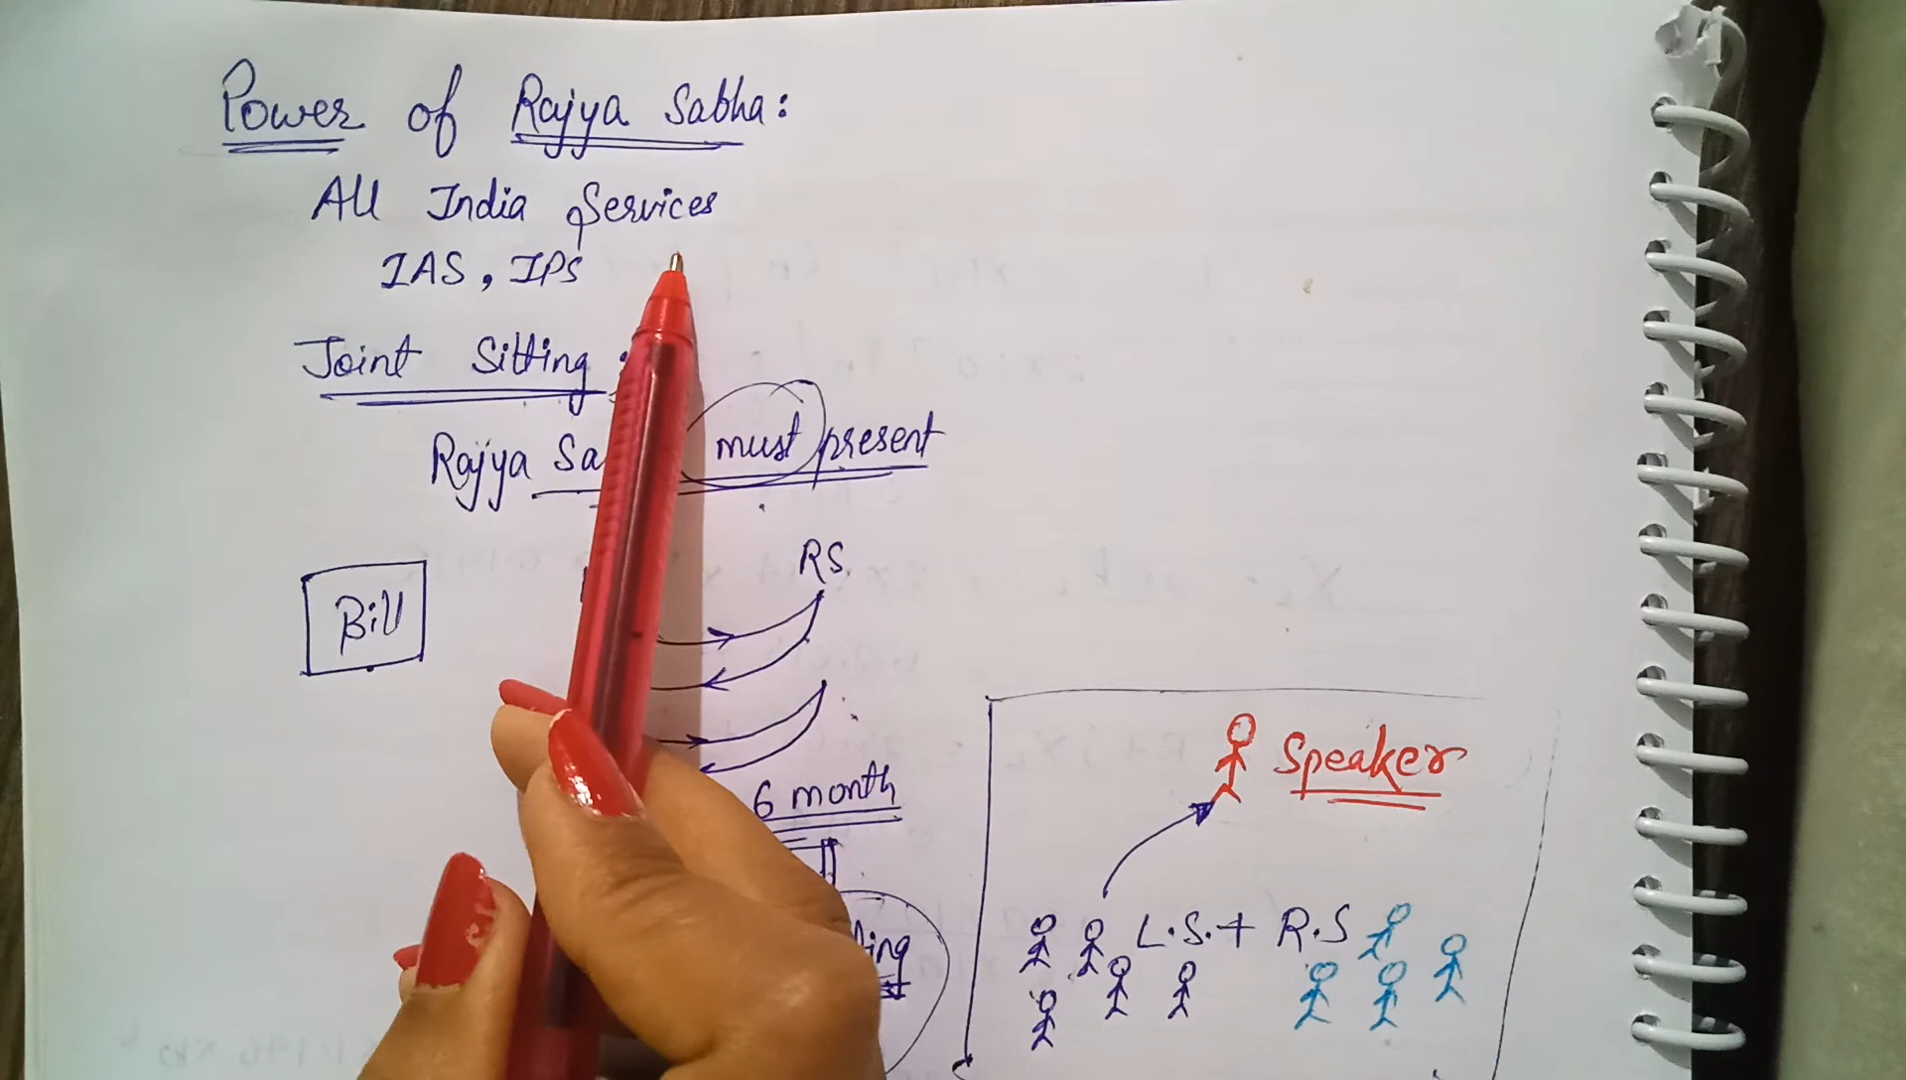 Power of Rajya Sabha:
All India Services
IAS, IPS
Joint Sitting :
Rajya must present
RS
Bill
6 month
Speaker
L.S.+ R.S